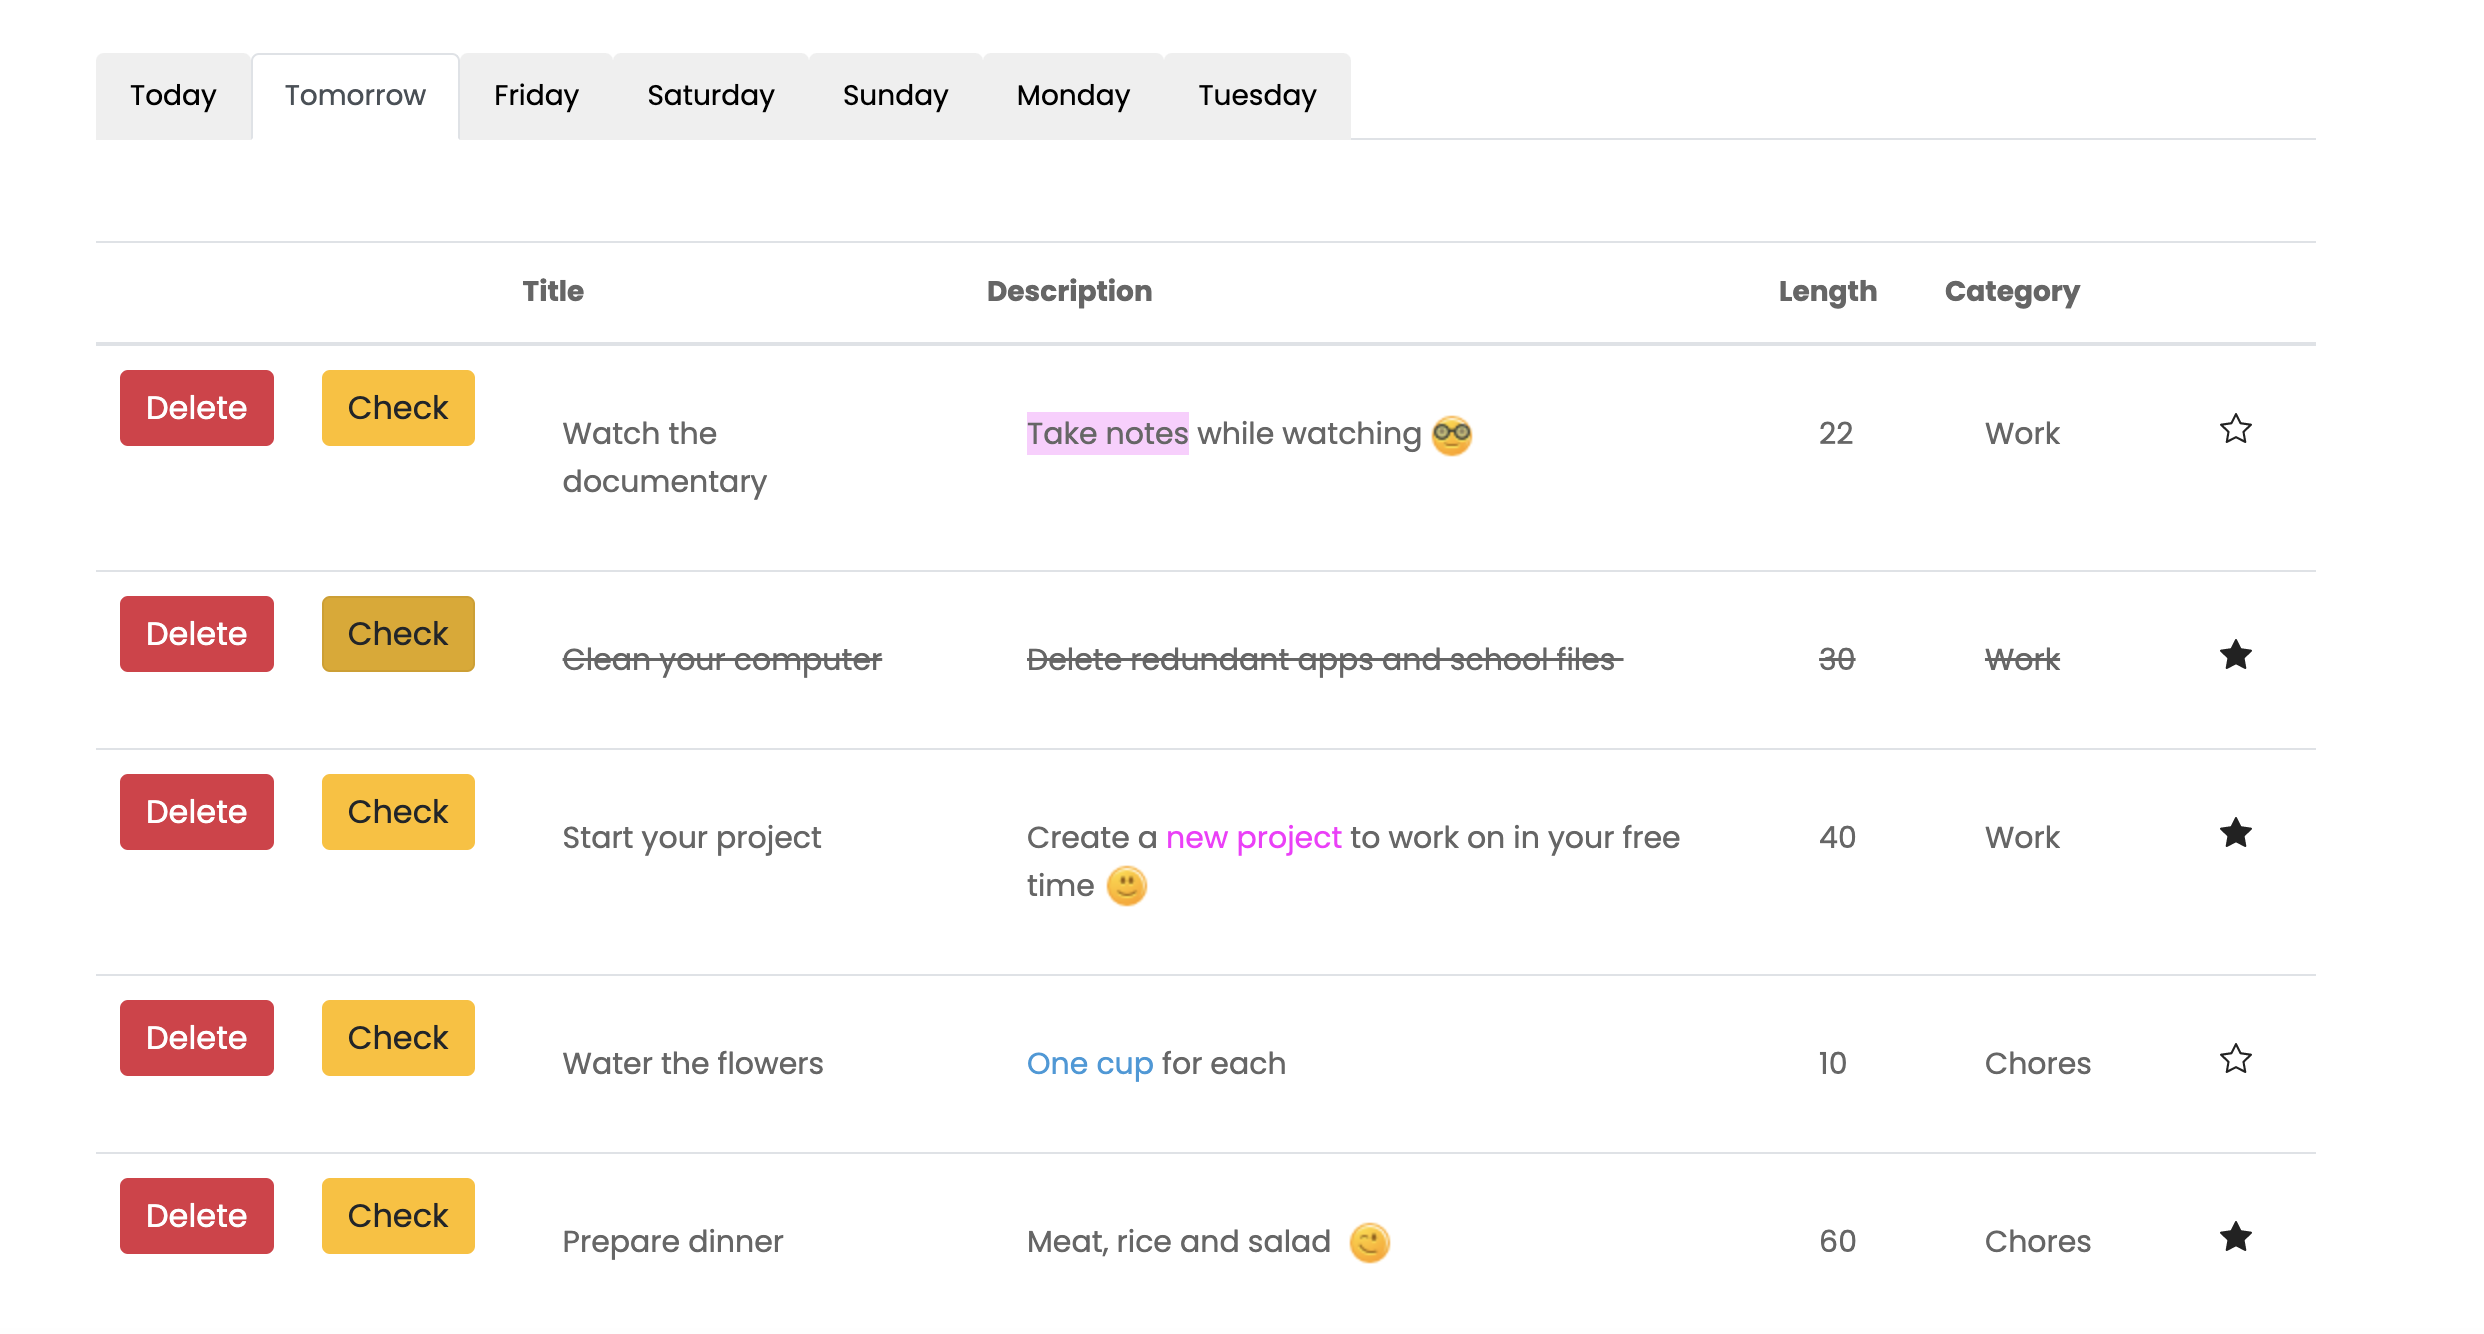 Today Tomorrow Friday Saturday Sunday Monday Tuesday
Title Description Length Category
Delete Check Watch the Take notes while watching 22 Work
documentary
Delete Check Clean your computer Delete redundant apps and school files 30 Work
Delete Check Start your project Create a new project to work on in your free 40 Work
time
Delete Check Water the flowers One cup for each 10 Chores
Delete Check Prepare dinner Meat, rice and salad 60 Chores